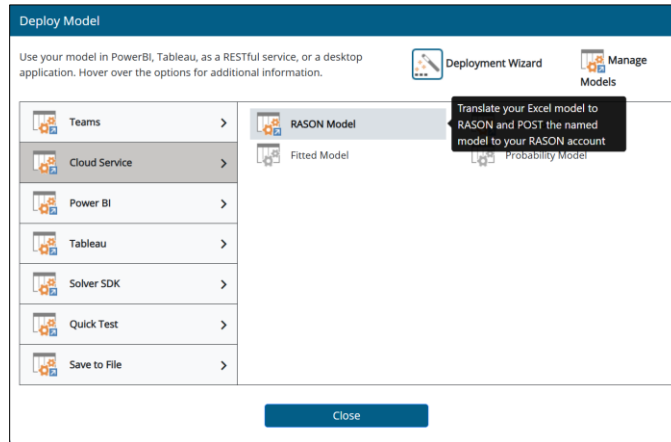 Deploy Model
Use your model in PowerBI, Tableau, as a RESTful service, or a desktop
application. Hover over the options for additional information.
Deployment Wizard
Manage
Models
Teams
Cloud Service
Power BI
Tableau
Solver SDK
Quick Test
Save to File
RASON Model
Translate your Excel model to
RASON and POST the named
model to your RASON account
Fitted Model
Probability Model
Close